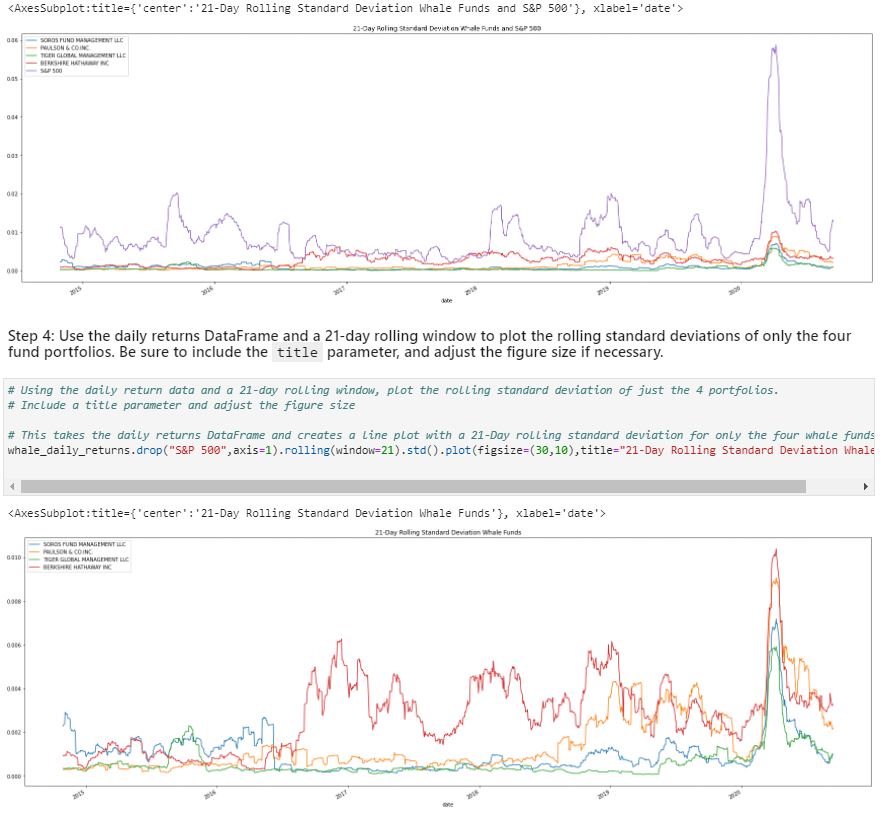 <AxesSubplot:title={'center':'21-Day Rolling Standard Deviation Whale Funds and S&P 500'}, xlabel='date'>
21-Day Rolling Standard Deviation Whale Funds and S&P 500
SOROS FUND MANAGEMENT LLC
PAULSON & CO.INC.
TIGER GLOBAL MANAGEMENT LLC
BERKSHIRE HATHAWAY INC
S&P 500
0.06
0.05
0.04
0.03
0.02
0.01
0.00
2015 2016 2017 2018 2019 2020
date
Step 4: Use the daily returns DataFrame and a 21-day rolling window to plot the rolling standard deviations of only the four
fund portfolios. Be sure to include the title parameter, and adjust the figure size if necessary.
# Using the daily return data and a 21-day rolling window, plot the rolling standard deviation of just the 4 portfolios.
# Include a title parameter and adjust the figure size
# This takes the daily returns DataFrame and creates a line plot with a 21-Day rolling standard deviation for only the four whale funds
whale_daily_returns.drop("S&P 500",axis=1).rolling(window=21).std().plot(figsize=(30,10),title="21-Day Rolling Standard Deviation Whale
<AxesSubplot:title={'center':'21-Day Rolling Standard Deviation Whale Funds'}, xlabel='date'>
21-Day Rolling Standard Deviation Whale Funds
SOROS FUND MANAGEMENT LLC
PAULSON & CO.INC.
TIGER GLOBAL MANAGEMENT LLC
BERKSHIRE HATHAWAY INC
0.010
0.008
0.006
0.004
0.002
0.000
2015 2016 2017 2018 2019 2020
date